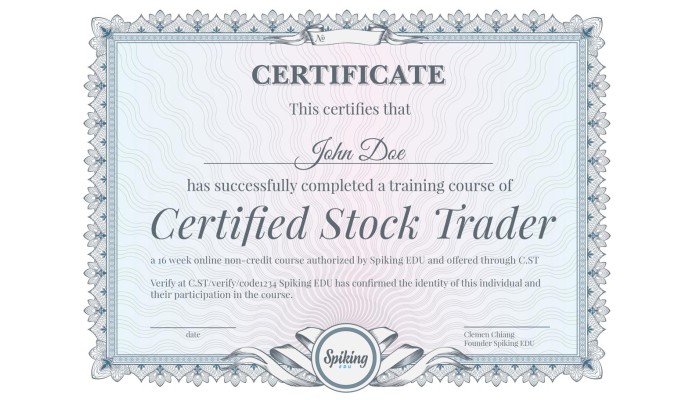 №
CERTIFICATE
This certifies that
John Doe
has successfully completed a training course of
Certified Stock Trader
a 16 week online non-credit course authorized by Spiking EDU and offered through C.ST
Verify at C.ST/verify/code1234 Spiking EDU has confirmed the identity of this individual and
their participation in the course.
date
Clemen Chiang
Founder Spiking EDU
Spiking
EDU